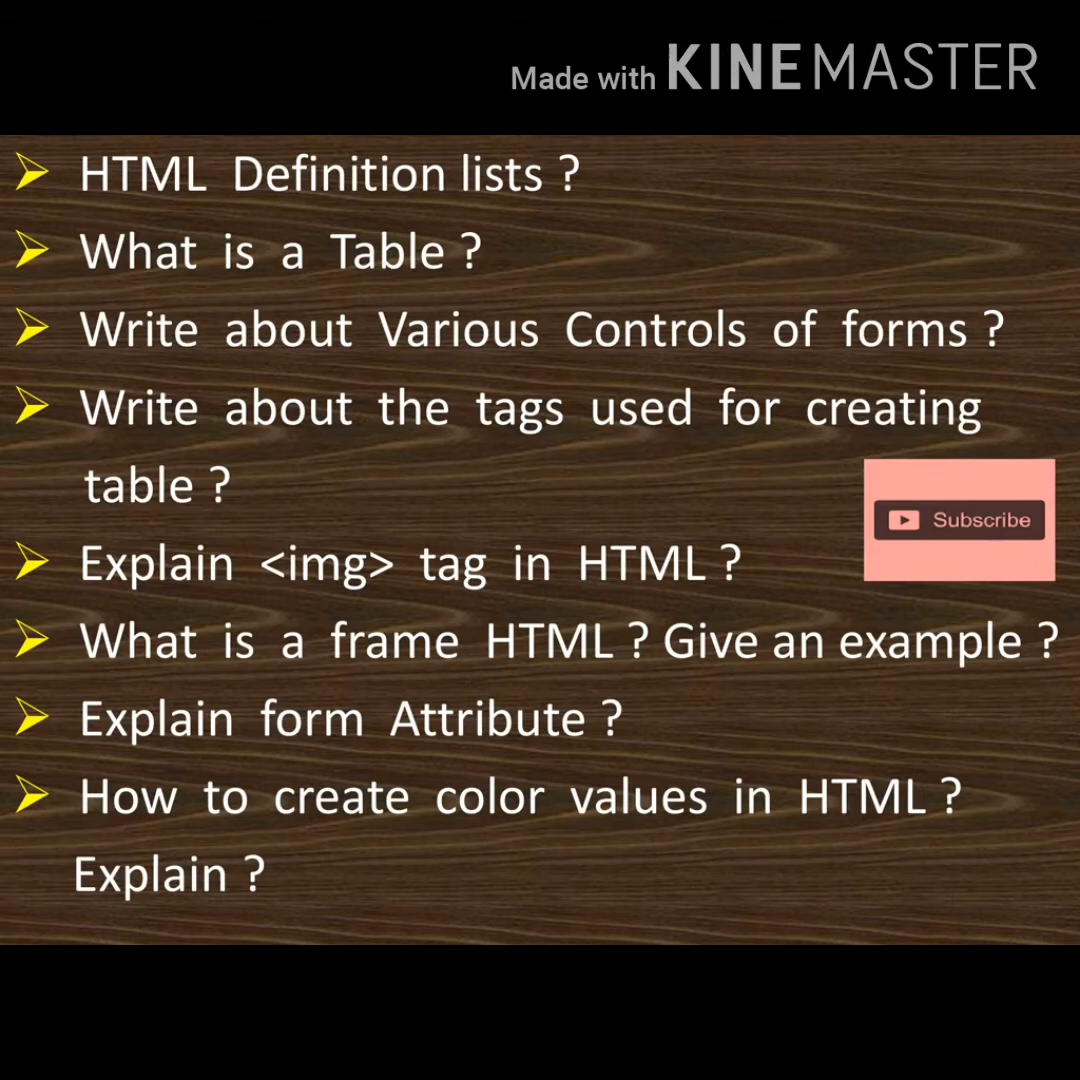 Made with KINEMASTER
HTML Definition lists ?
What is a Table ?
Write about Various Controls of forms ?
Write about the tags used for creating
table ?
Subscribe
Explain <img> tag in HTML ?
What is a frame HTML ? Give an example ?
Explain form Attribute ?
How to create color values in HTML ?
Explain ?